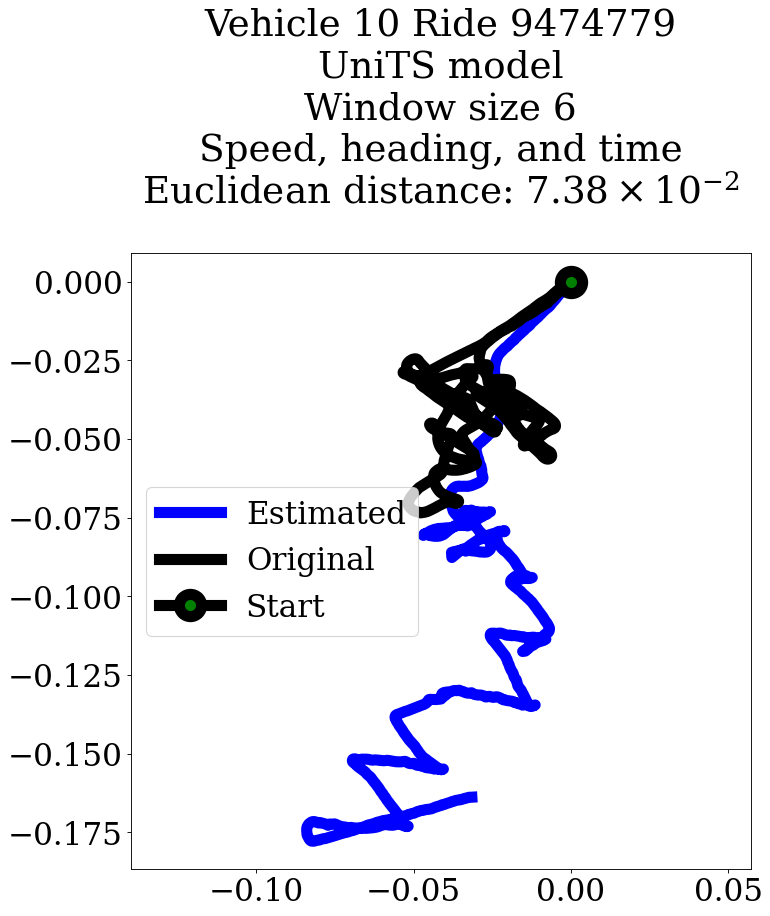 Vehicle 10 Ride 9474779
UniTS model
Window size 6
Speed, heading, and time
Euclidean distance: 7.38 × 10⁻²
0.000
−0.025
−0.050
−0.075
−0.100
−0.125
−0.150
−0.175
Estimated
Original
Start
−0.10 −0.05 0.00 0.05